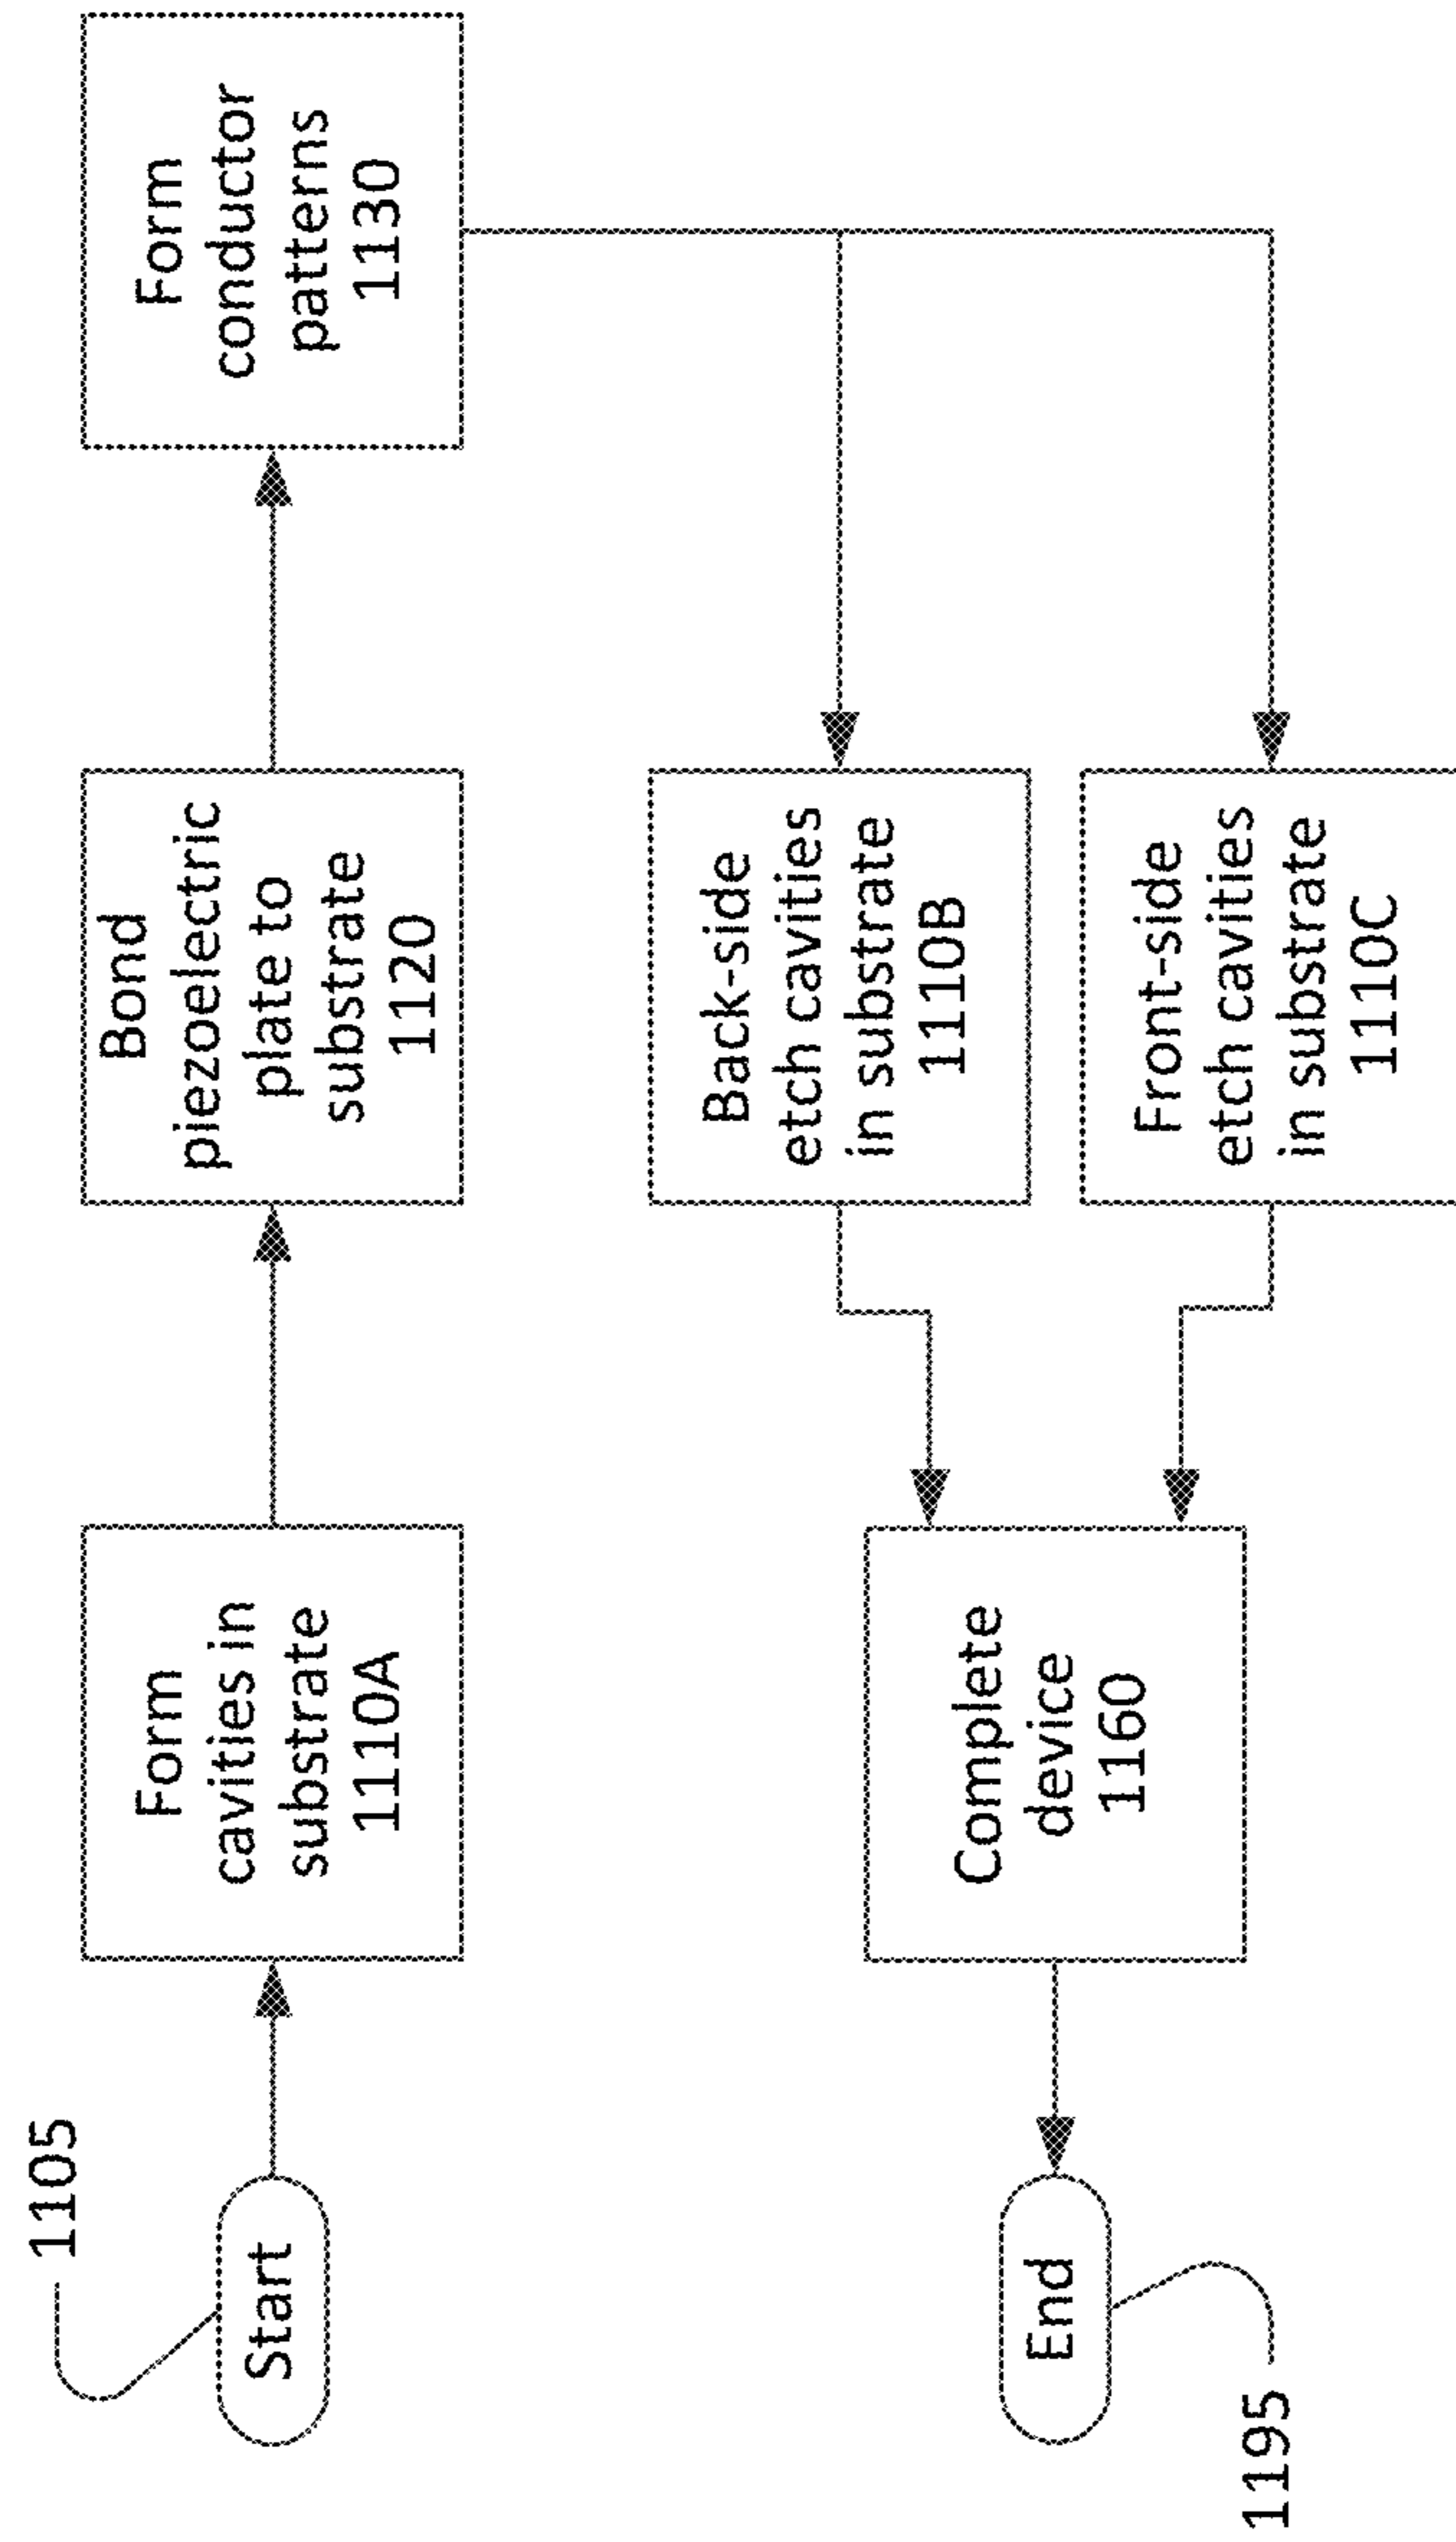 1105
Start
Form
cavities in
substrate
1110A
Bond
piezoelectric
plate to
substrate
1120
Form
conductor
patterns
1130
Back-side
etch cavities
in substrate
1110B
Front-side
etch cavities
in substrate
1110C
Complete
device
1160
End
1195